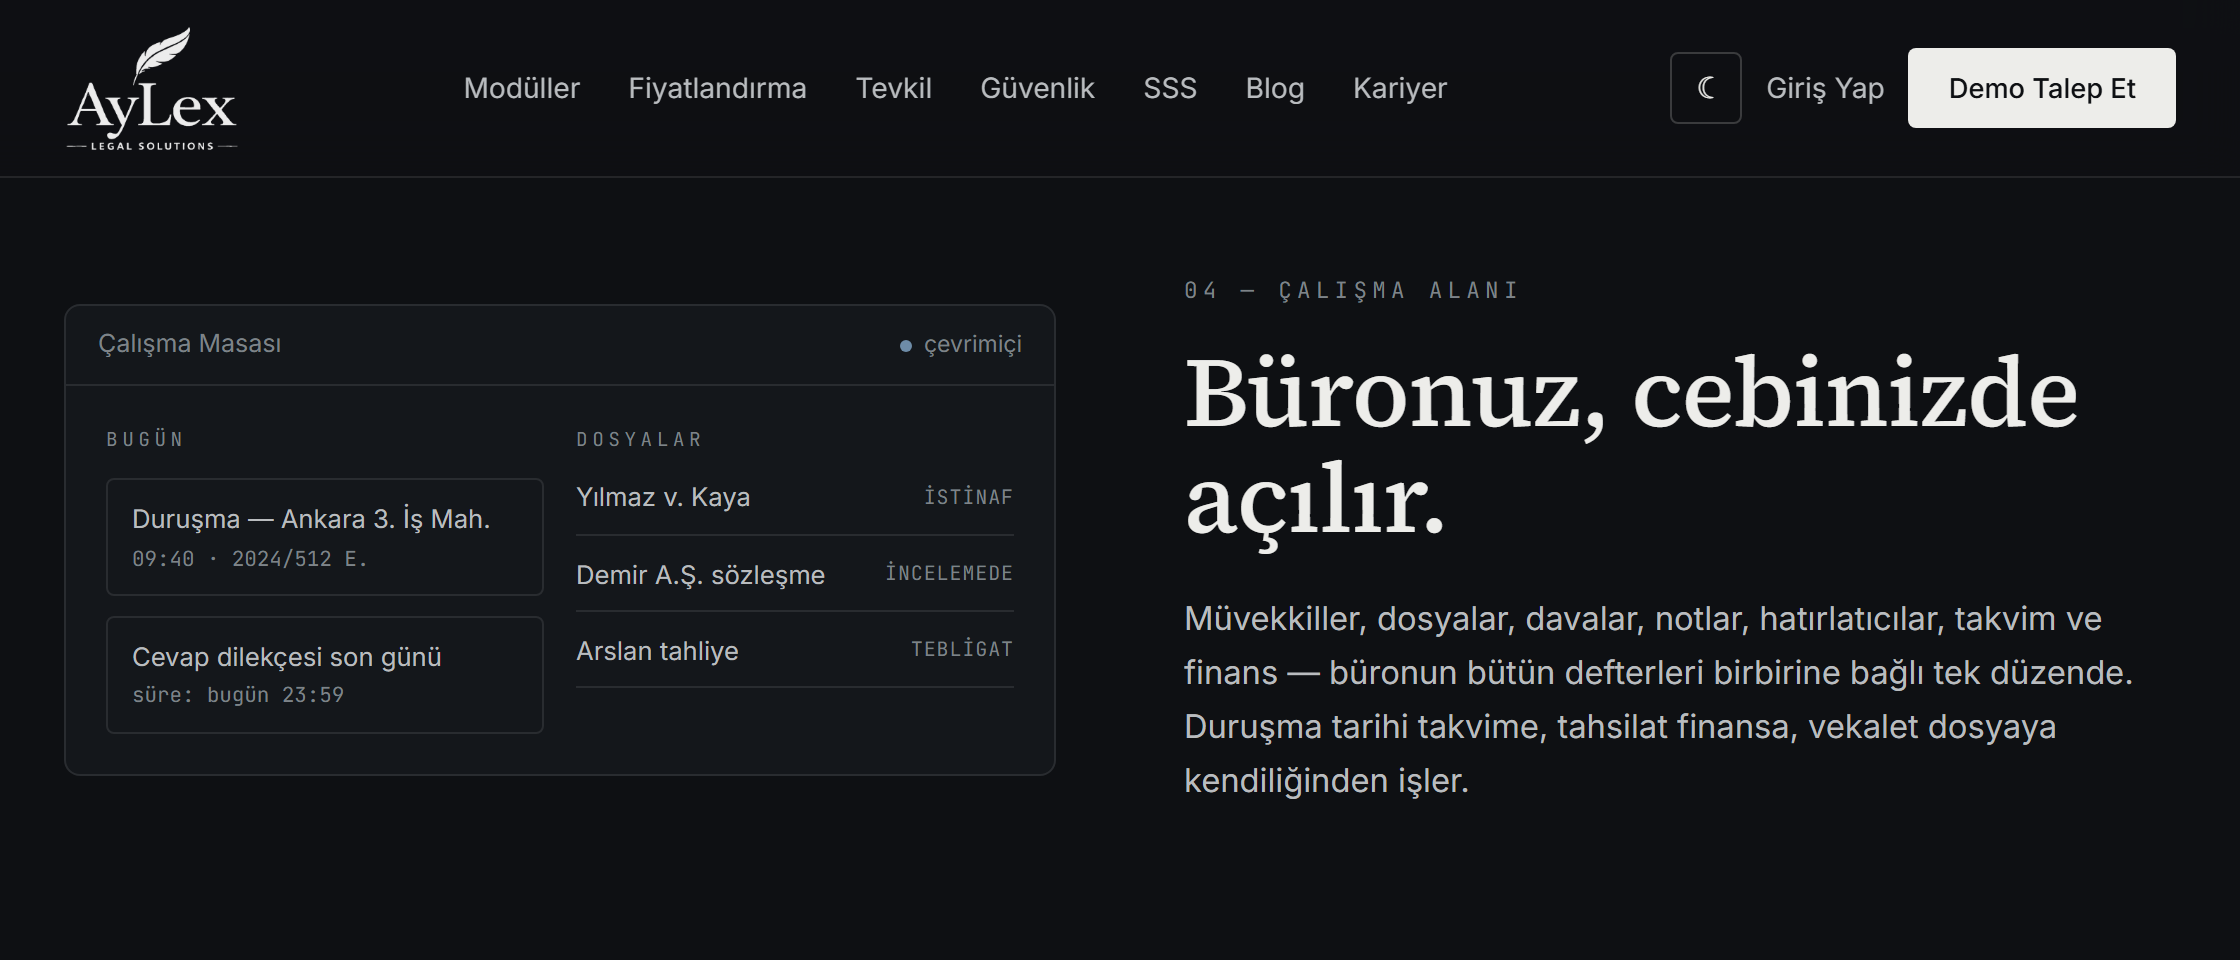 AyLex
LEGAL SOLUTIONS
Modüller
Fiyatlandırma
Tevkil
Güvenlik
SSS
Blog
Kariyer
Giriş Yap
Demo Talep Et
Çalışma Masası
çevrimiçi
BUGÜN
Duruşma — Ankara 3. İş Mah.
09:40 · 2024/512 E.
Cevap dilekçesi son günü
süre: bugün 23:59
DOSYALAR
Yılmaz v. Kaya İSTİNAF
Demir A.Ş. sözleşme İNCELEMEDE
Arslan tahliye TEBLİGAT
04 — ÇALIŞMA ALANI
Büronuz, cebinizde
açılır.
Müvekkiller, dosyalar, davalar, notlar, hatırlatıcılar, takvim ve
finans — büronun bütün defterleri birbirine bağlı tek düzende.
Duruşma tarihi takvime, tahsilat finansa, vekalet dosyaya
kendiliğinden işler.